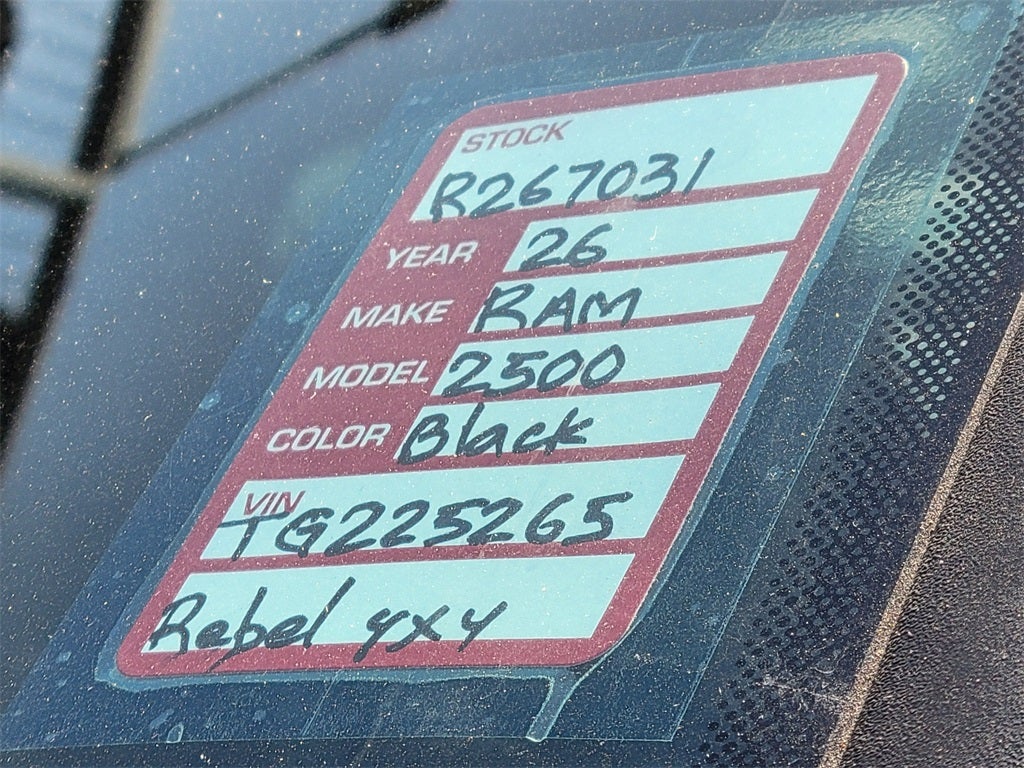 STOCK
R267031
YEAR 26
MAKE RAM
MODEL 2500
COLOR Black
VIN
TG225265
Rebel 4x4